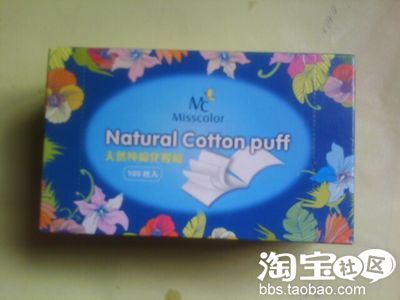 Mc
Misscolor
Natural Cotton puff
天然纯棉化妆棉
160枚入
淘宝社区
bbs.taobao.com